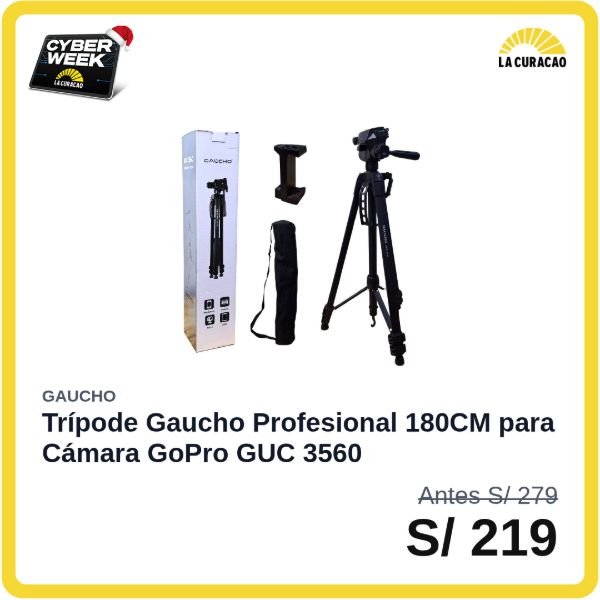 CYBER
WEEK
LA CURACAO
LA CURACAO
GAUCHO
GAUCHO
Trípode Gaucho Profesional 180CM para
Cámara GoPro GUC 3560
Antes S/ 279
S/ 219